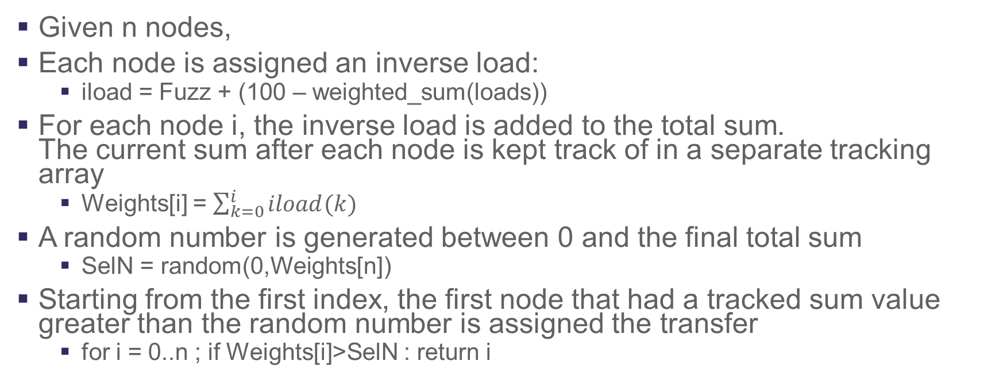 ▪ Given n nodes,
▪ Each node is assigned an inverse load:
▪ iload = Fuzz + (100 – weighted_sum(loads))
▪ For each node i, the inverse load is added to the total sum.
The current sum after each node is kept track of in a separate tracking
array
▪ Weights[i] = ∑_{k=0}^{i} iload(k)
▪ A random number is generated between 0 and the final total sum
▪ SelN = random(0,Weights[n])
▪ Starting from the first index, the first node that had a tracked sum value
greater than the random number is assigned the transfer
▪ for i = 0..n ; if Weights[i]>SelN : return i